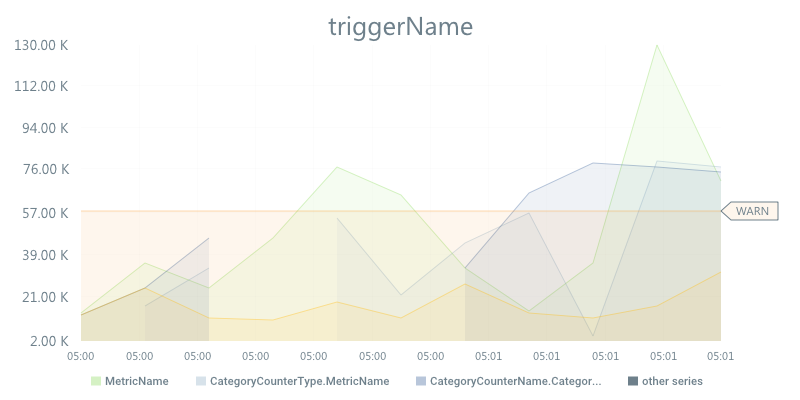 triggerName
130.00 K
112.00 K
94.00 K
76.00 K
57.00 K
39.00 K
21.00 K
2.00 K
WARN
05:00 05:00 05:00 05:00 05:00 05:00 05:00 05:01 05:01 05:01 05:01 05:01
MetricName CategoryCounterType.MetricName CategoryCounterName.Categor... other series